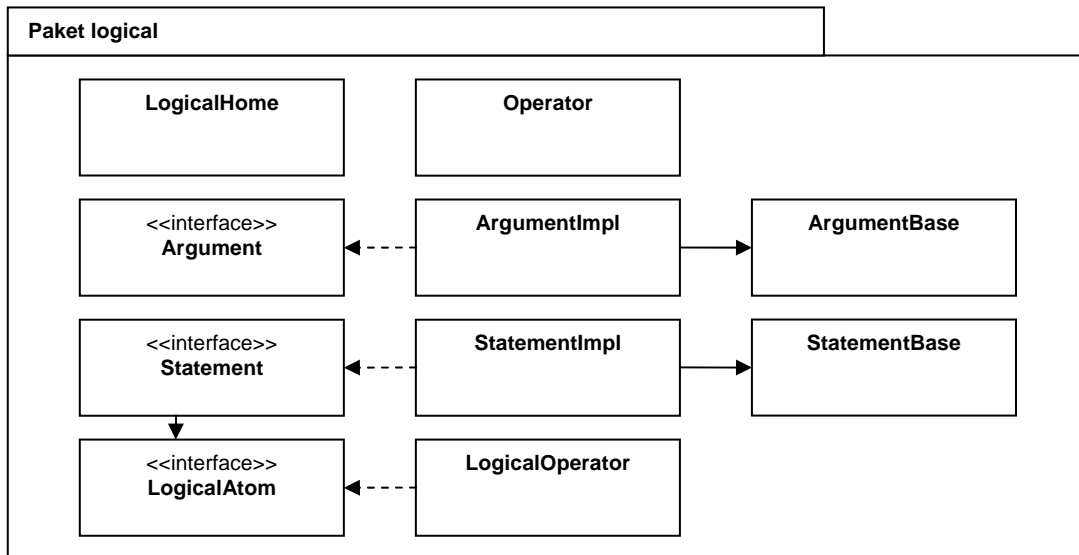 Paket logical
LogicalHome
Operator
<<interface>>
Argument
ArgumentImpl
ArgumentBase
<<interface>>
Statement
StatementImpl
StatementBase
<<interface>>
LogicalAtom
LogicalOperator